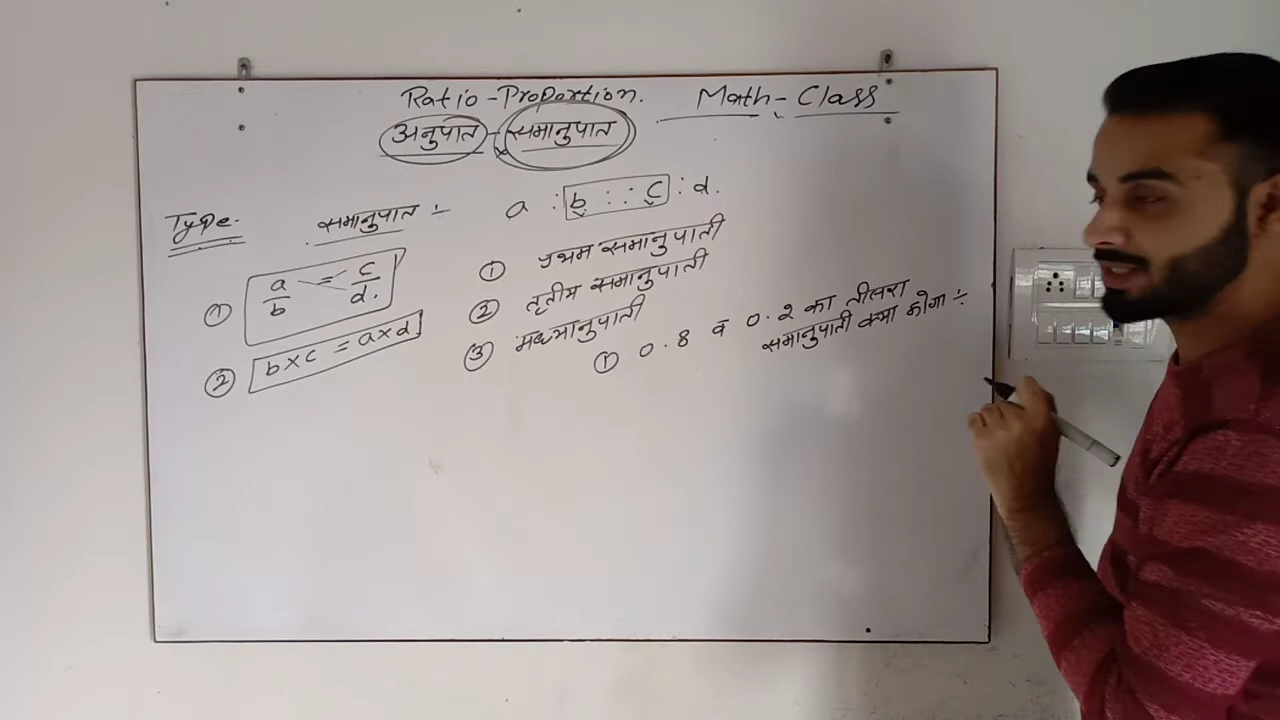 Ratio-Proportion. Math-Class
अनुपात - समानुपात
Type. समानुपात :- a : b :: c : d.
① a/b = c/d.
② b×c = a×d
① प्रथम समानुपाती
② तृतीय समानुपाती
③ मध्यानुपाती
① 0.8 व 0.2 का तीसरा
समानुपाती क्या होगा :-